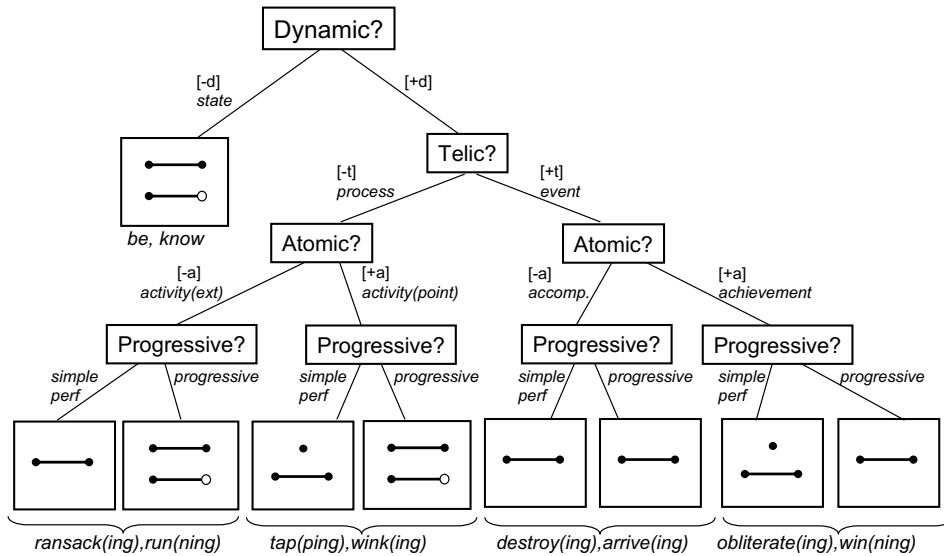 Dynamic?
[-d]
state
[+d]
Telic?
be, know
[-t]
process
[+t]
event
Atomic?
Atomic?
[-a]
activity(ext)
[+a]
activity(point)
[-a]
accomp.
[+a]
achievement
Progressive?
Progressive?
Progressive?
Progressive?
simple
perf
progressive
simple
perf
progressive
simple
perf
progressive
simple
perf
progressive
ransack(ing),run(ning)
tap(ping),wink(ing)
destroy(ing),arrive(ing)
obliterate(ing),win(ning)